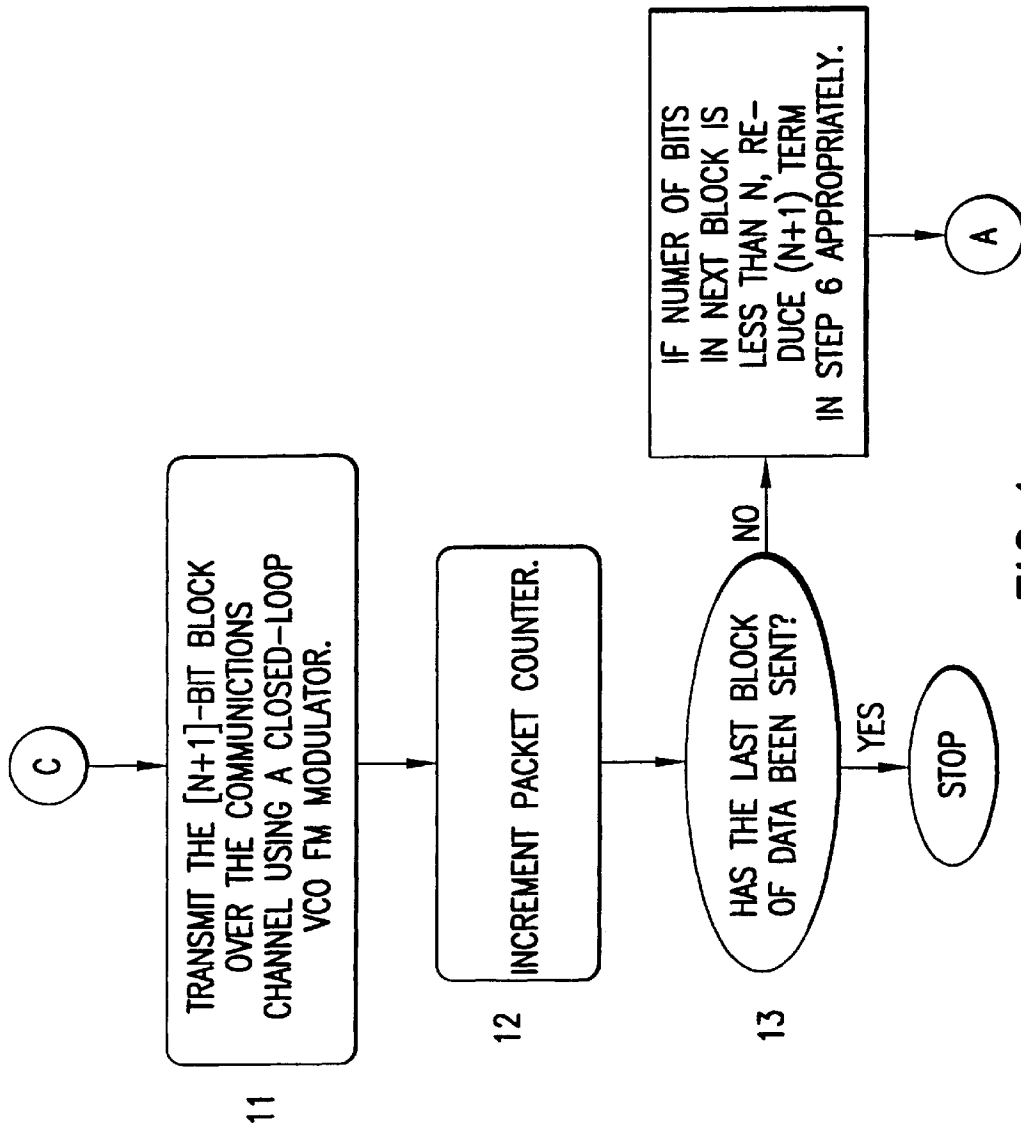 C
11
TRANSMIT THE [N+1]-BIT BLOCK
OVER THE COMMUNICTIONS
CHANNEL USING A CLOSED-LOOP
VCO FM MODULATOR.
12
INCREMENT PACKET COUNTER.
13
HAS THE LAST BLOCK
OF DATA BEEN SENT?
NO
YES
STOP
IF NUMER OF BITS
IN NEXT BLOCK IS
LESS THAN N, RE-
DUCE (N+1) TERM
IN STEP 6 APPROPRIATELY.
A